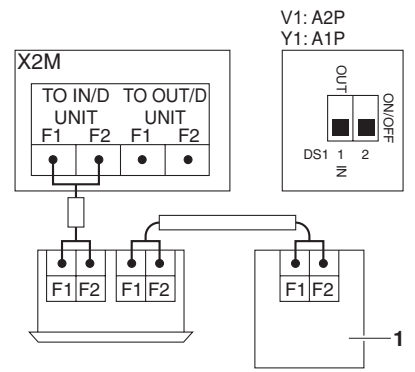 V1: A2P
Y1: A1P
X2M
TO IN/D UNIT
TO OUT/D UNIT
F1 F2 F1 F2
OUT
ON/OFF
DS1 1 2
IN
F1 F2 F1 F2 F1 F2
1